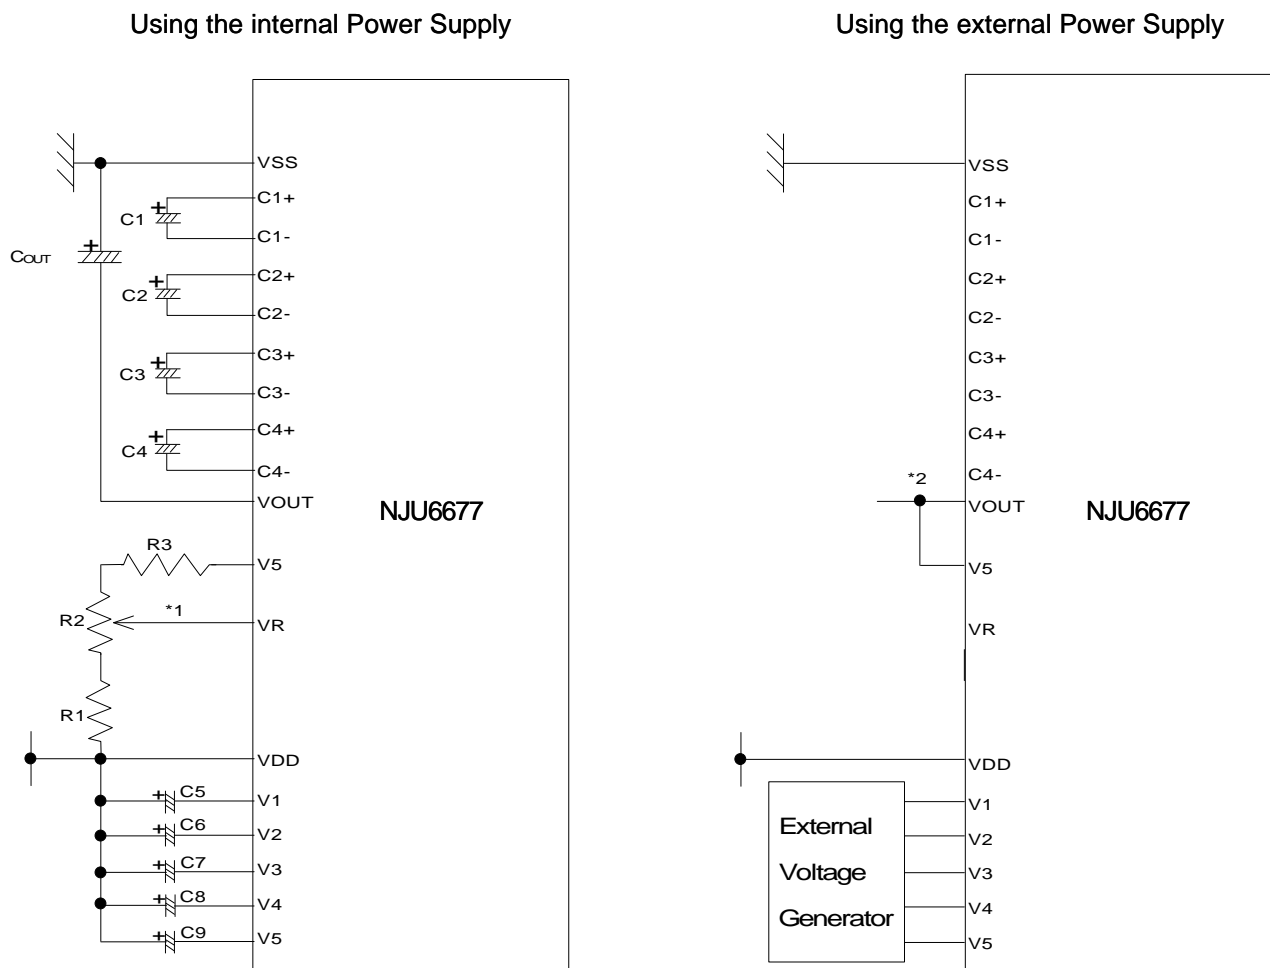 Using the internal Power Supply
VSS
C1+
C1
C1-
COUT
C2+
C2
C2-
C3+
C3
C3-
C4+
C4
C4-
VOUT
NJU6677
R3
V5
R2
*1
VR
R1
VDD
C5
V1
C6
V2
C7
V3
C8
V4
C9
V5
Using the external Power Supply
VSS
C1+
C1-
C2+
C2-
C3+
C3-
C4+
C4-
*2
VOUT
NJU6677
V5
VR
VDD
V1
External
V2
Voltage
V3
Generator
V4
V5